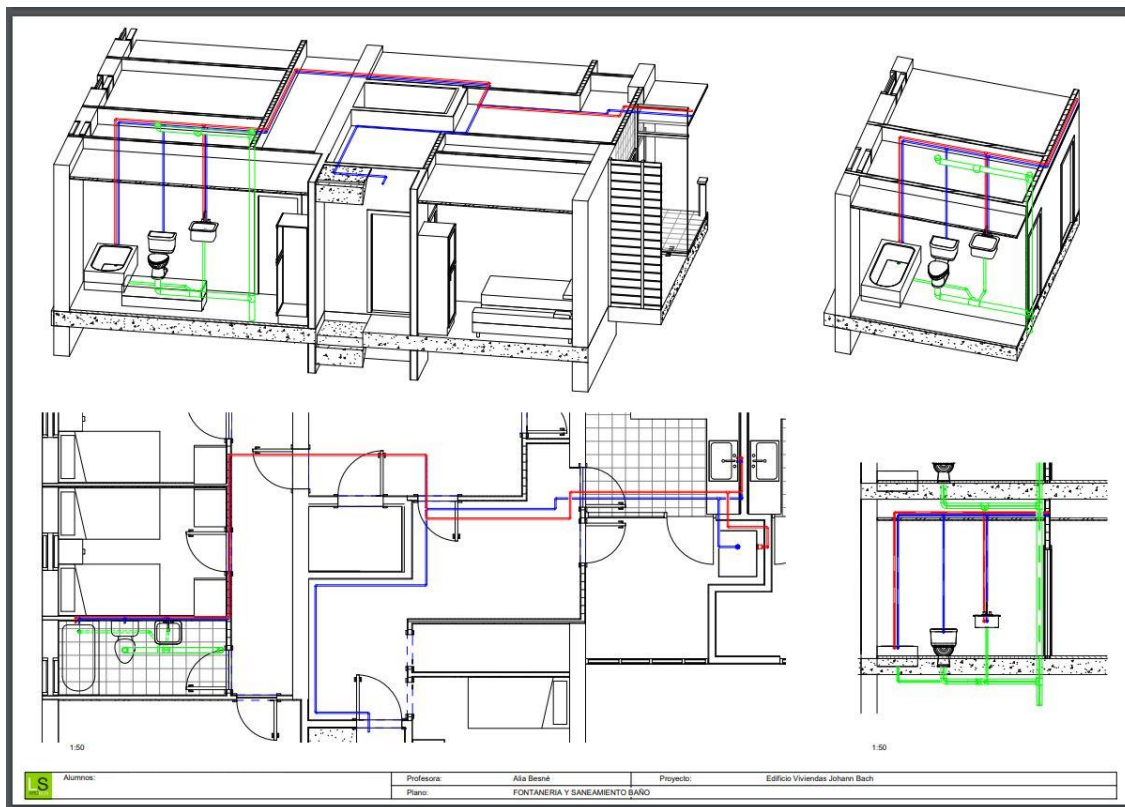 1:50
1:50
LS
Alumnos:
Profesora: Alia Besné Proyecto: Edificio Viviendas Johann Bach
Plano: FONTANERIA Y SANEAMIENTO BAÑO